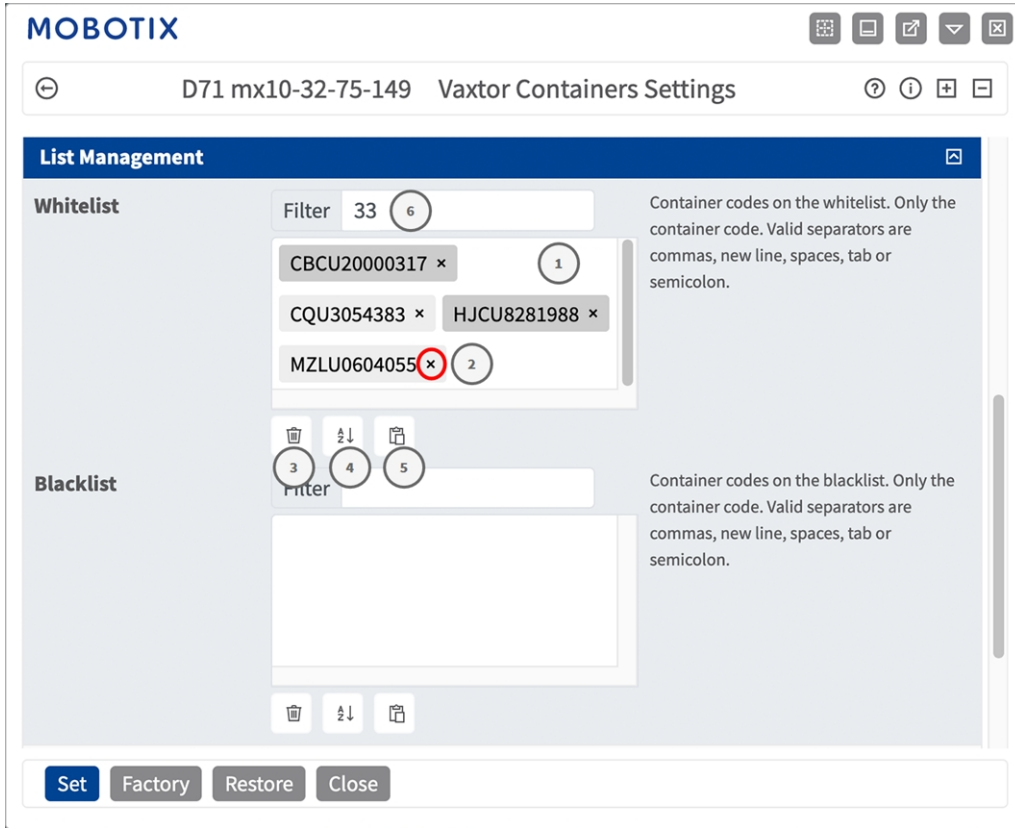 MOBOTIX
D71 mx10-32-75-149 Vaxtor Containers Settings
List Management
Whitelist
Filter 33 6
Container codes on the whitelist. Only the
container code. Valid separators are
commas, new line, spaces, tab or
semicolon.
CBCU20000317 × 1
CQU3054383 × HJCU8281988 ×
MZLU0604055 × 2
3 4 5
Blacklist
Filter
Container codes on the blacklist. Only the
container code. Valid separators are
commas, new line, spaces, tab or
semicolon.
Set Factory Restore Close